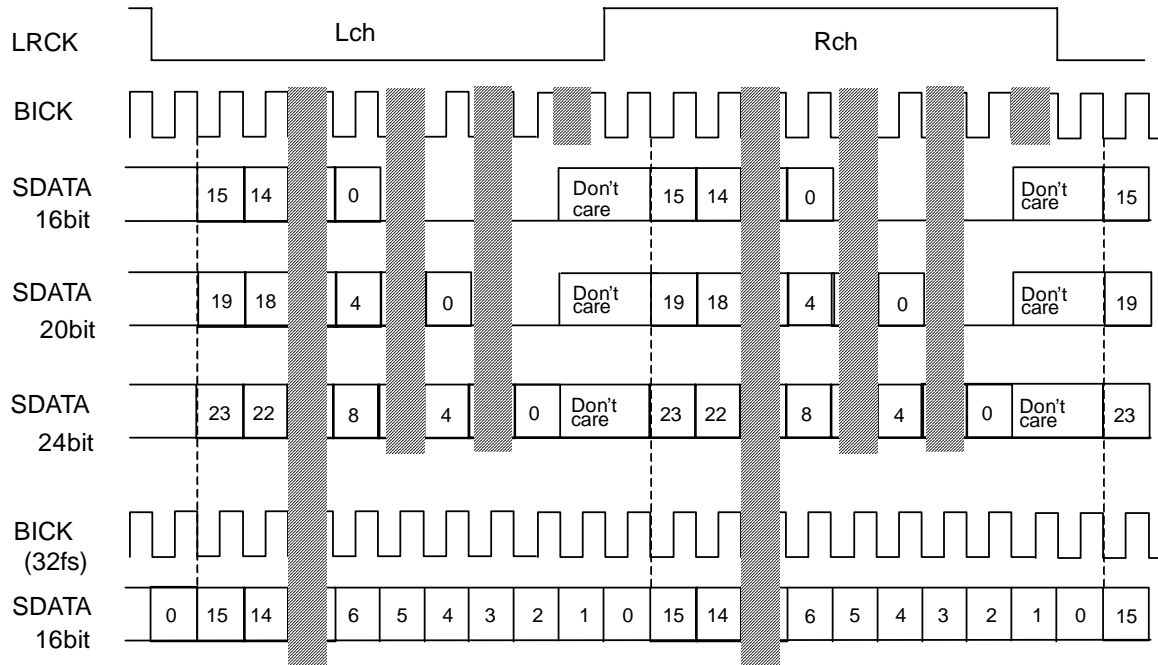 LRCK Lch Rch
BICK
SDATA 15 14 0 Don't 15 14 0 Don't 15
16bit care care
SDATA 19 18 4 0 Don't 19 18 4 0 Don't 19
20bit care care
SDATA 23 22 8 4 0 Don't 23 22 8 4 0 Don't 23
24bit care care
BICK
(32fs)
SDATA 0 15 14 6 5 4 3 2 1 0 15 14 6 5 4 3 2 1 0 15
16bit